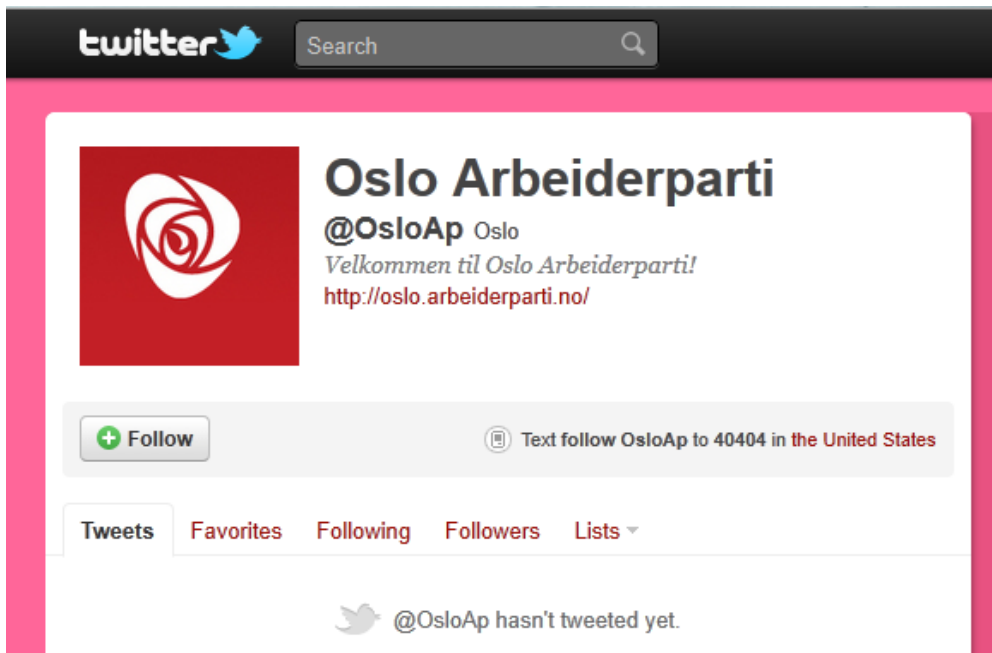 twitter Search
Oslo Arbeiderparti
@OsloAp Oslo
Velkommen til Oslo Arbeiderparti!
http://oslo.arbeiderparti.no/
Follow Text follow OsloAp to 40404 in the United States
Tweets Favorites Following Followers Lists
@OsloAp hasn't tweeted yet.